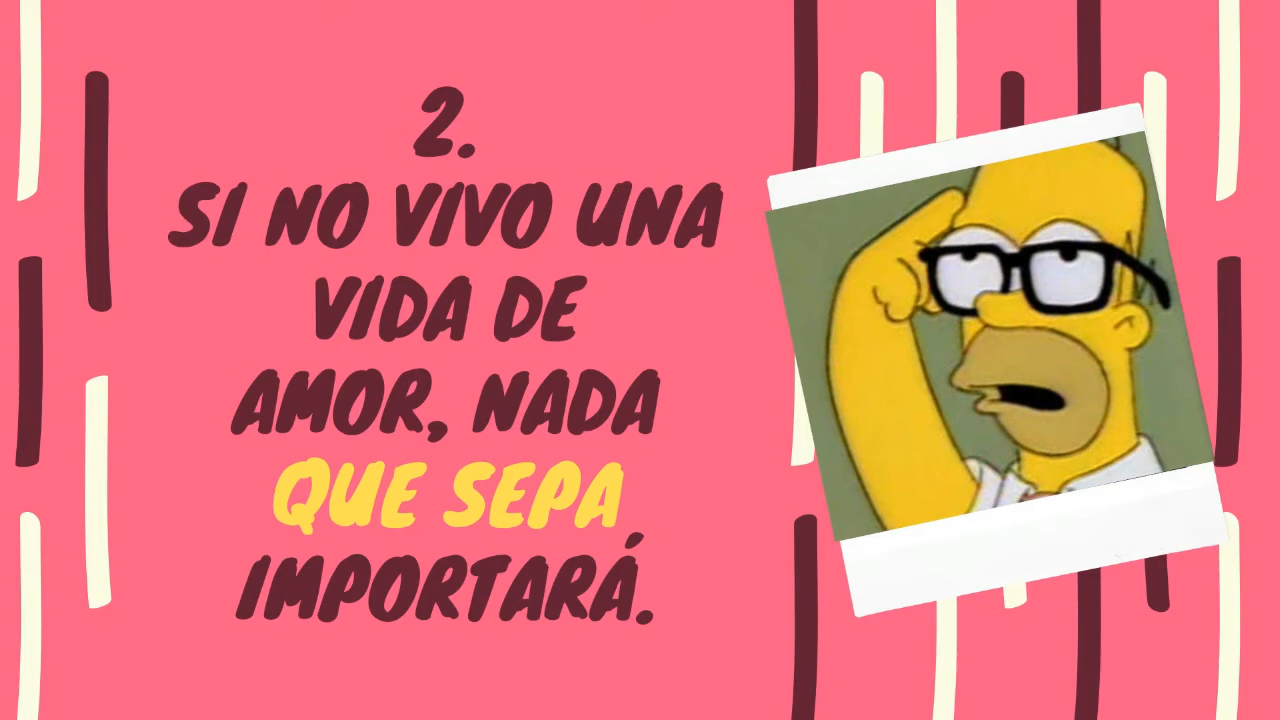 2.
SI NO VIVO UNA
VIDA DE
AMOR, NADA
QUE SEPA
IMPORTARÁ.